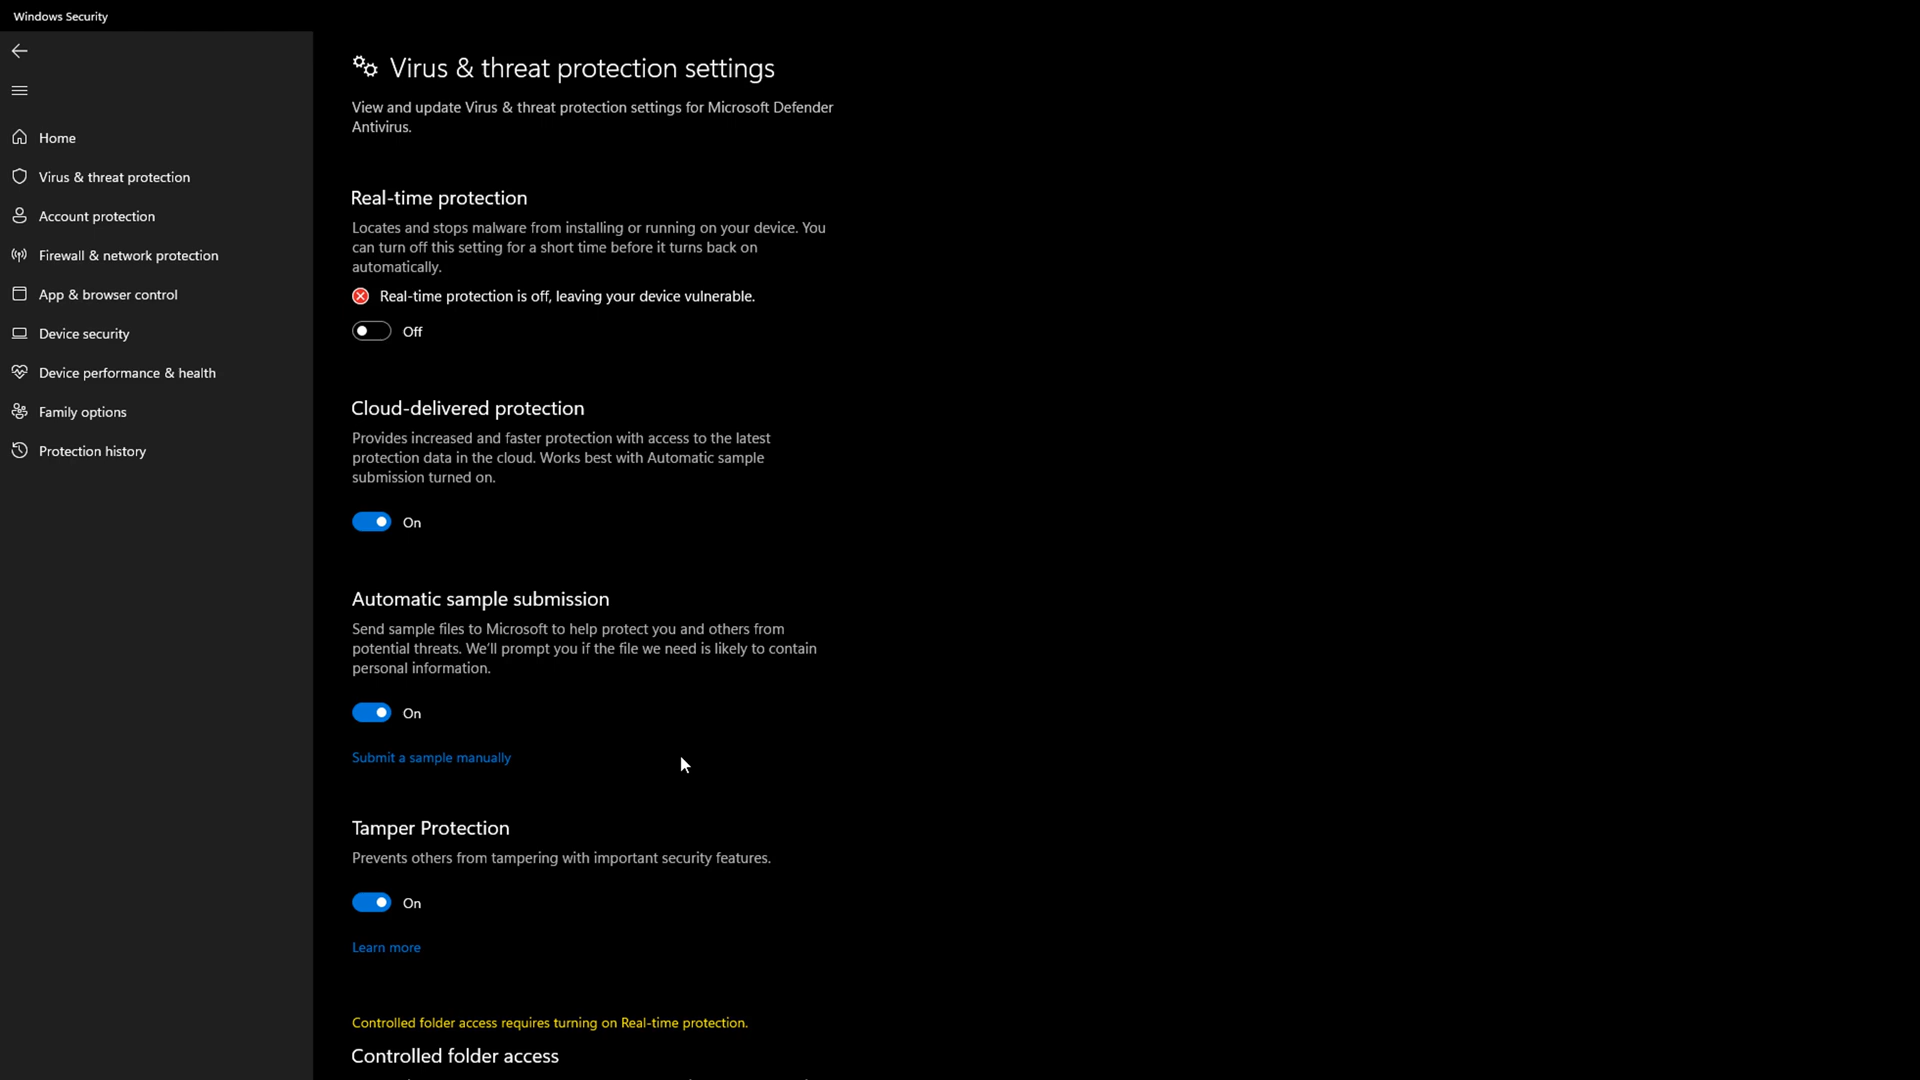 Windows Security
Home
Virus & threat protection
Account protection
Firewall & network protection
App & browser control
Device security
Device performance & health
Family options
Protection history
Virus & threat protection settings
View and update Virus & threat protection settings for Microsoft Defender
Antivirus.
Real-time protection
Locates and stops malware from installing or running on your device. You
can turn off this setting for a short time before it turns back on
automatically.
Real-time protection is off, leaving your device vulnerable.
Off
Cloud-delivered protection
Provides increased and faster protection with access to the latest
protection data in the cloud. Works best with Automatic sample
submission turned on.
On
Automatic sample submission
Send sample files to Microsoft to help protect you and others from
potential threats. We'll prompt you if the file we need is likely to contain
personal information.
On
Submit a sample manually
Tamper Protection
Prevents others from tampering with important security features.
On
Learn more
Controlled folder access requires turning on Real-time protection.
Controlled folder access